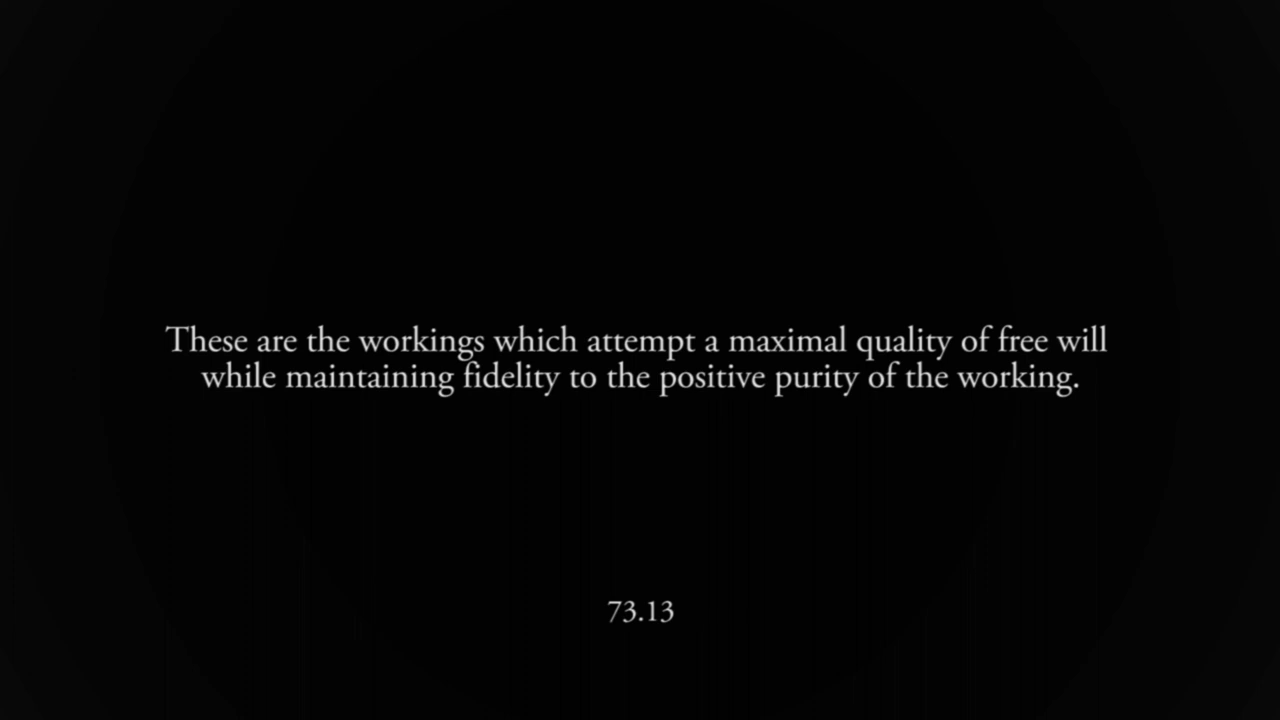 These are the workings which attempt a maximal quality of free will
while maintaining fidelity to the positive purity of the working.
73.13